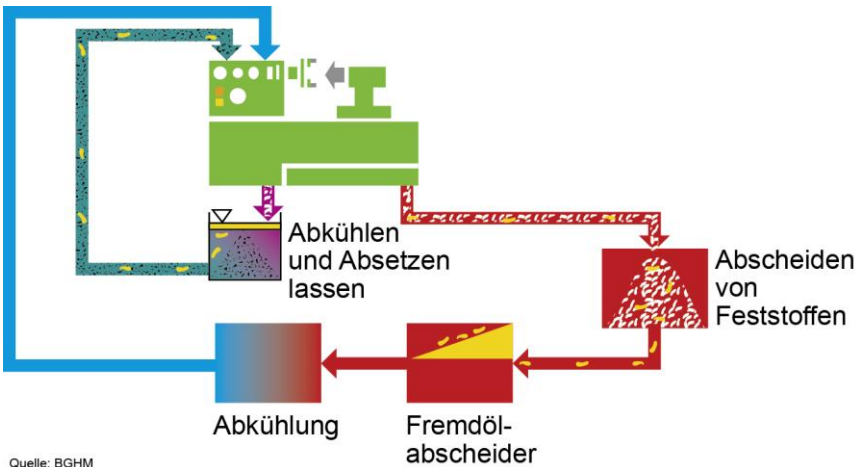 Abkühlen
und Absetzen
lassen
Abscheiden
von
Feststoffen
Abkühlung
Fremdöl-
abscheider
Quelle: BGHM